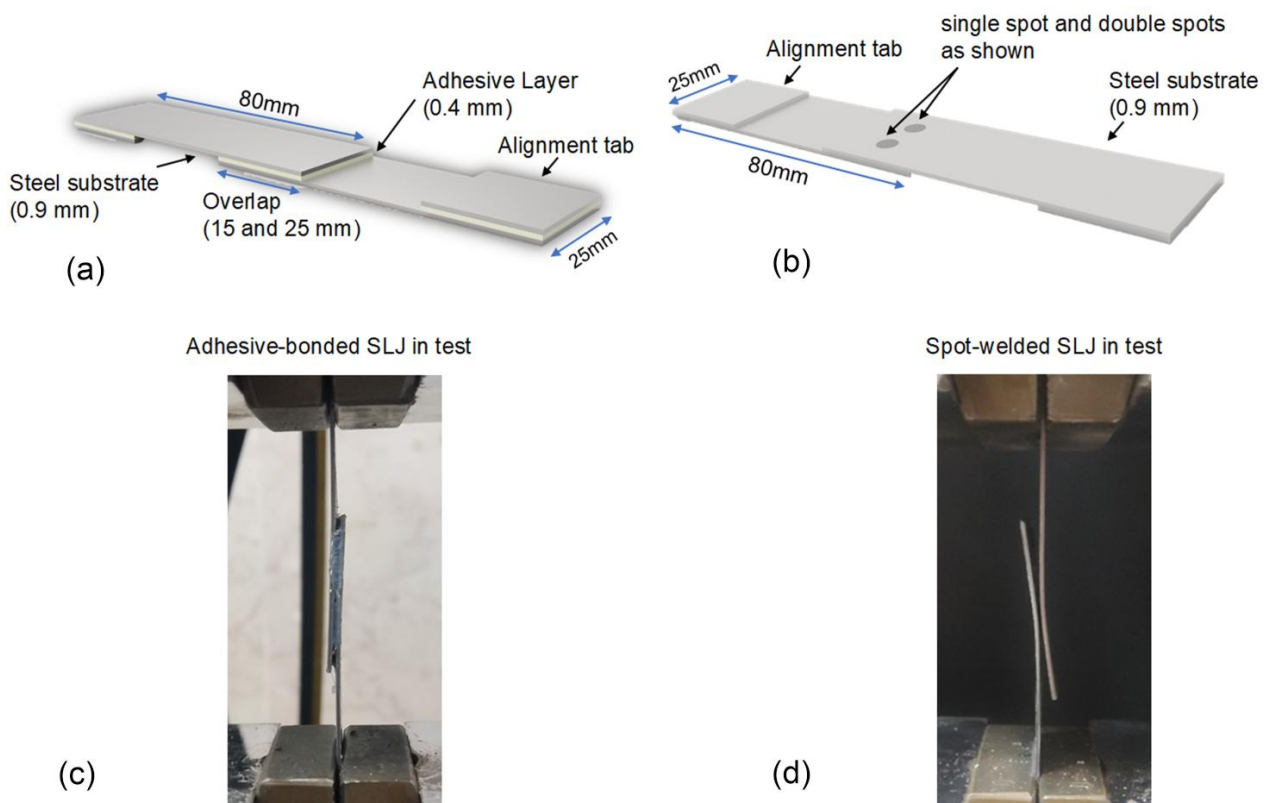 80mm
Adhesive Layer
(0.4 mm)
Alignment tab
Steel substrate
(0.9 mm)
Overlap
(15 and 25 mm)
25mm
(a)
single spot and double spots
as shown
Alignment tab
25mm
Steel substrate
(0.9 mm)
80mm
(b)
Adhesive-bonded SLJ in test
(c)
Spot-welded SLJ in test
(d)